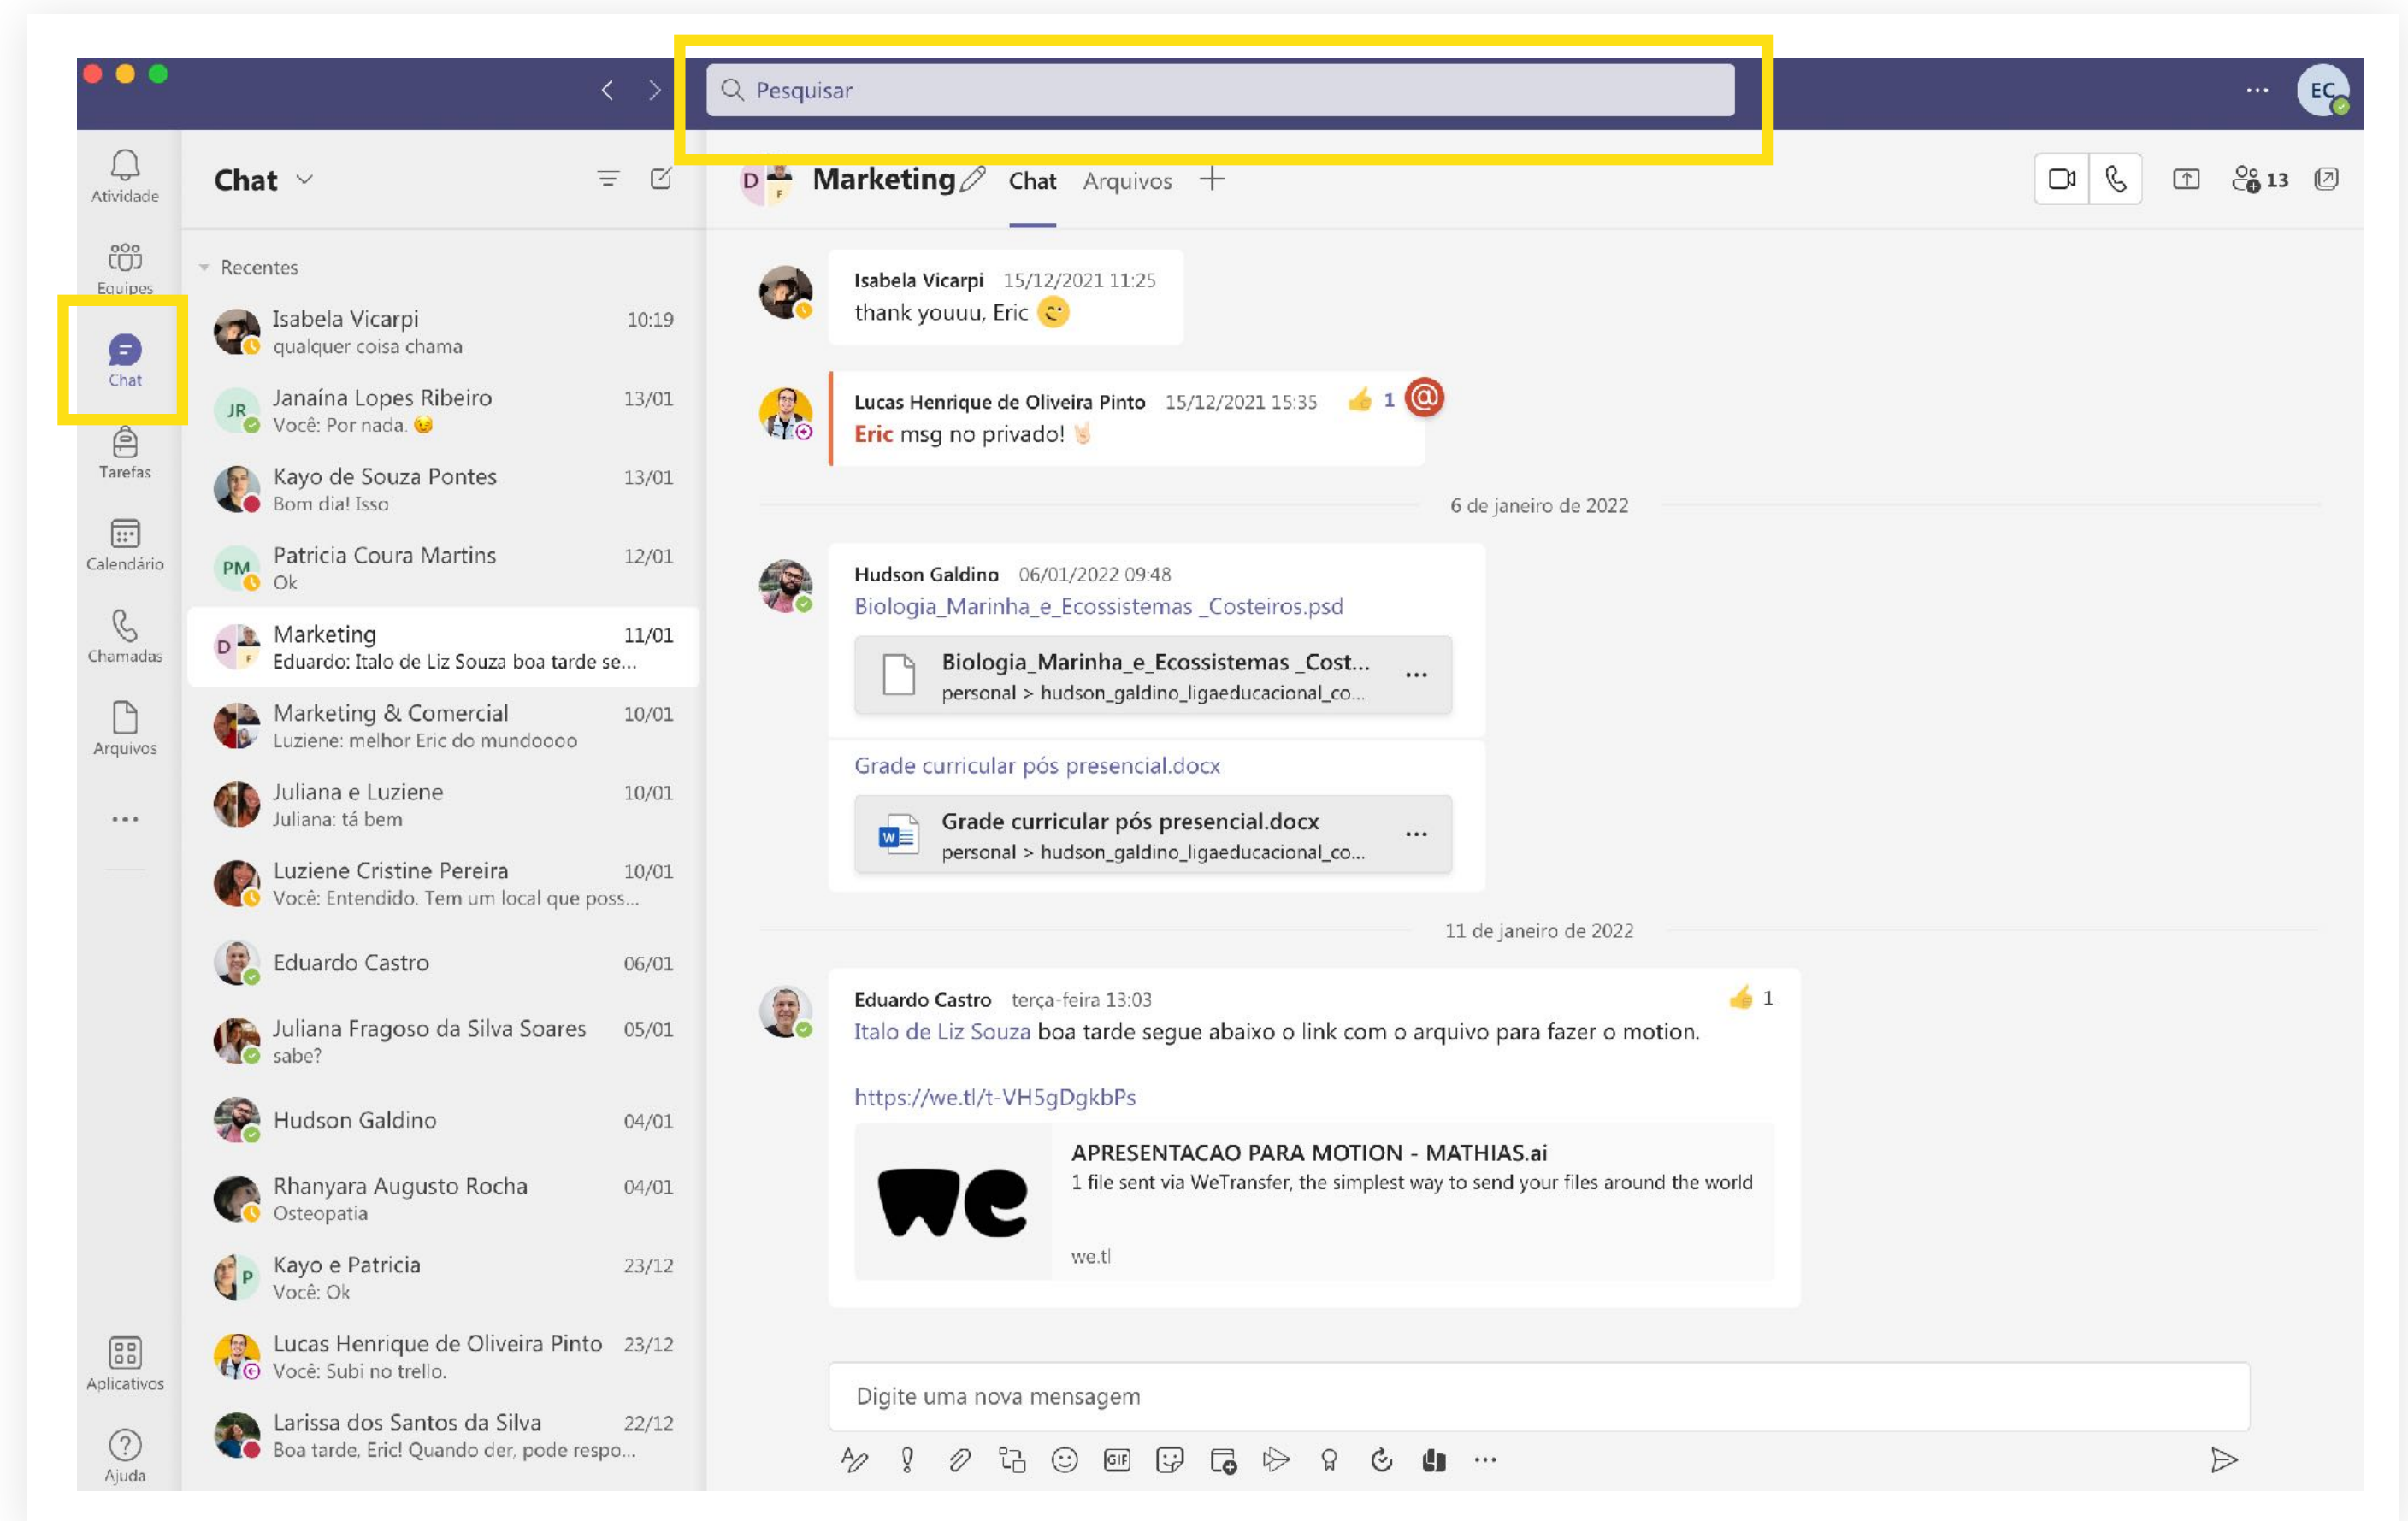 Pesquisar
EC
Atividade
Equipes
Chat
Tarefas
Calendário
Chamadas
Arquivos
Aplicativos
Ajuda
Chat
Recentes
Isabela Vicarpi 10:19
qualquer coisa chama
JR
Janaína Lopes Ribeiro 13/01
Você: Por nada. 😉
Kayo de Souza Pontes 13/01
Bom dia! Isso
PM
Patricia Coura Martins 12/01
Ok
D F
Marketing 11/01
Eduardo: Italo de Liz Souza boa tarde se...
Marketing & Comercial 10/01
Luziene: melhor Eric do mundoooo
Juliana e Luziene 10/01
Juliana: tá bem
Luziene Cristine Pereira 10/01
Você: Entendido. Tem um local que poss...
Eduardo Castro 06/01
Juliana Fragoso da Silva Soares 05/01
sabe?
Hudson Galdino 04/01
Rhanyara Augusto Rocha 04/01
Osteopatia
P
Kayo e Patricia 23/12
Você: Ok
Lucas Henrique de Oliveira Pinto 23/12
Você: Subi no trello.
Larissa dos Santos da Silva 22/12
Boa tarde, Eric! Quando der, pode respo...
D F
Marketing Chat Arquivos 13
Isabela Vicarpi 15/12/2021 11:25
thank youuu, Eric
Lucas Henrique de Oliveira Pinto 15/12/2021 15:35 👍 1 @
Eric msg no privado! 🤘🏻
6 de janeiro de 2022
Hudson Galdino 06/01/2022 09:48
Biologia_Marinha_e_Ecossistemas _Costeiros.psd
Biologia_Marinha_e_Ecossistemas _Cost...
personal > hudson_galdino_ligaeducacional_co...
Grade curricular pós presencial.docx
W
Grade curricular pós presencial.docx
personal > hudson_galdino_ligaeducacional_co...
11 de janeiro de 2022
Eduardo Castro terça-feira 13:03 👍 1
Italo de Liz Souza boa tarde segue abaixo o link com o arquivo para fazer o motion.
https://we.tl/t-VH5gDgkbPs
we
APRESENTACAO PARA MOTION - MATHIAS.ai
1 file sent via WeTransfer, the simplest way to send your files around the world
we.tl
Digite uma nova mensagem
GIF